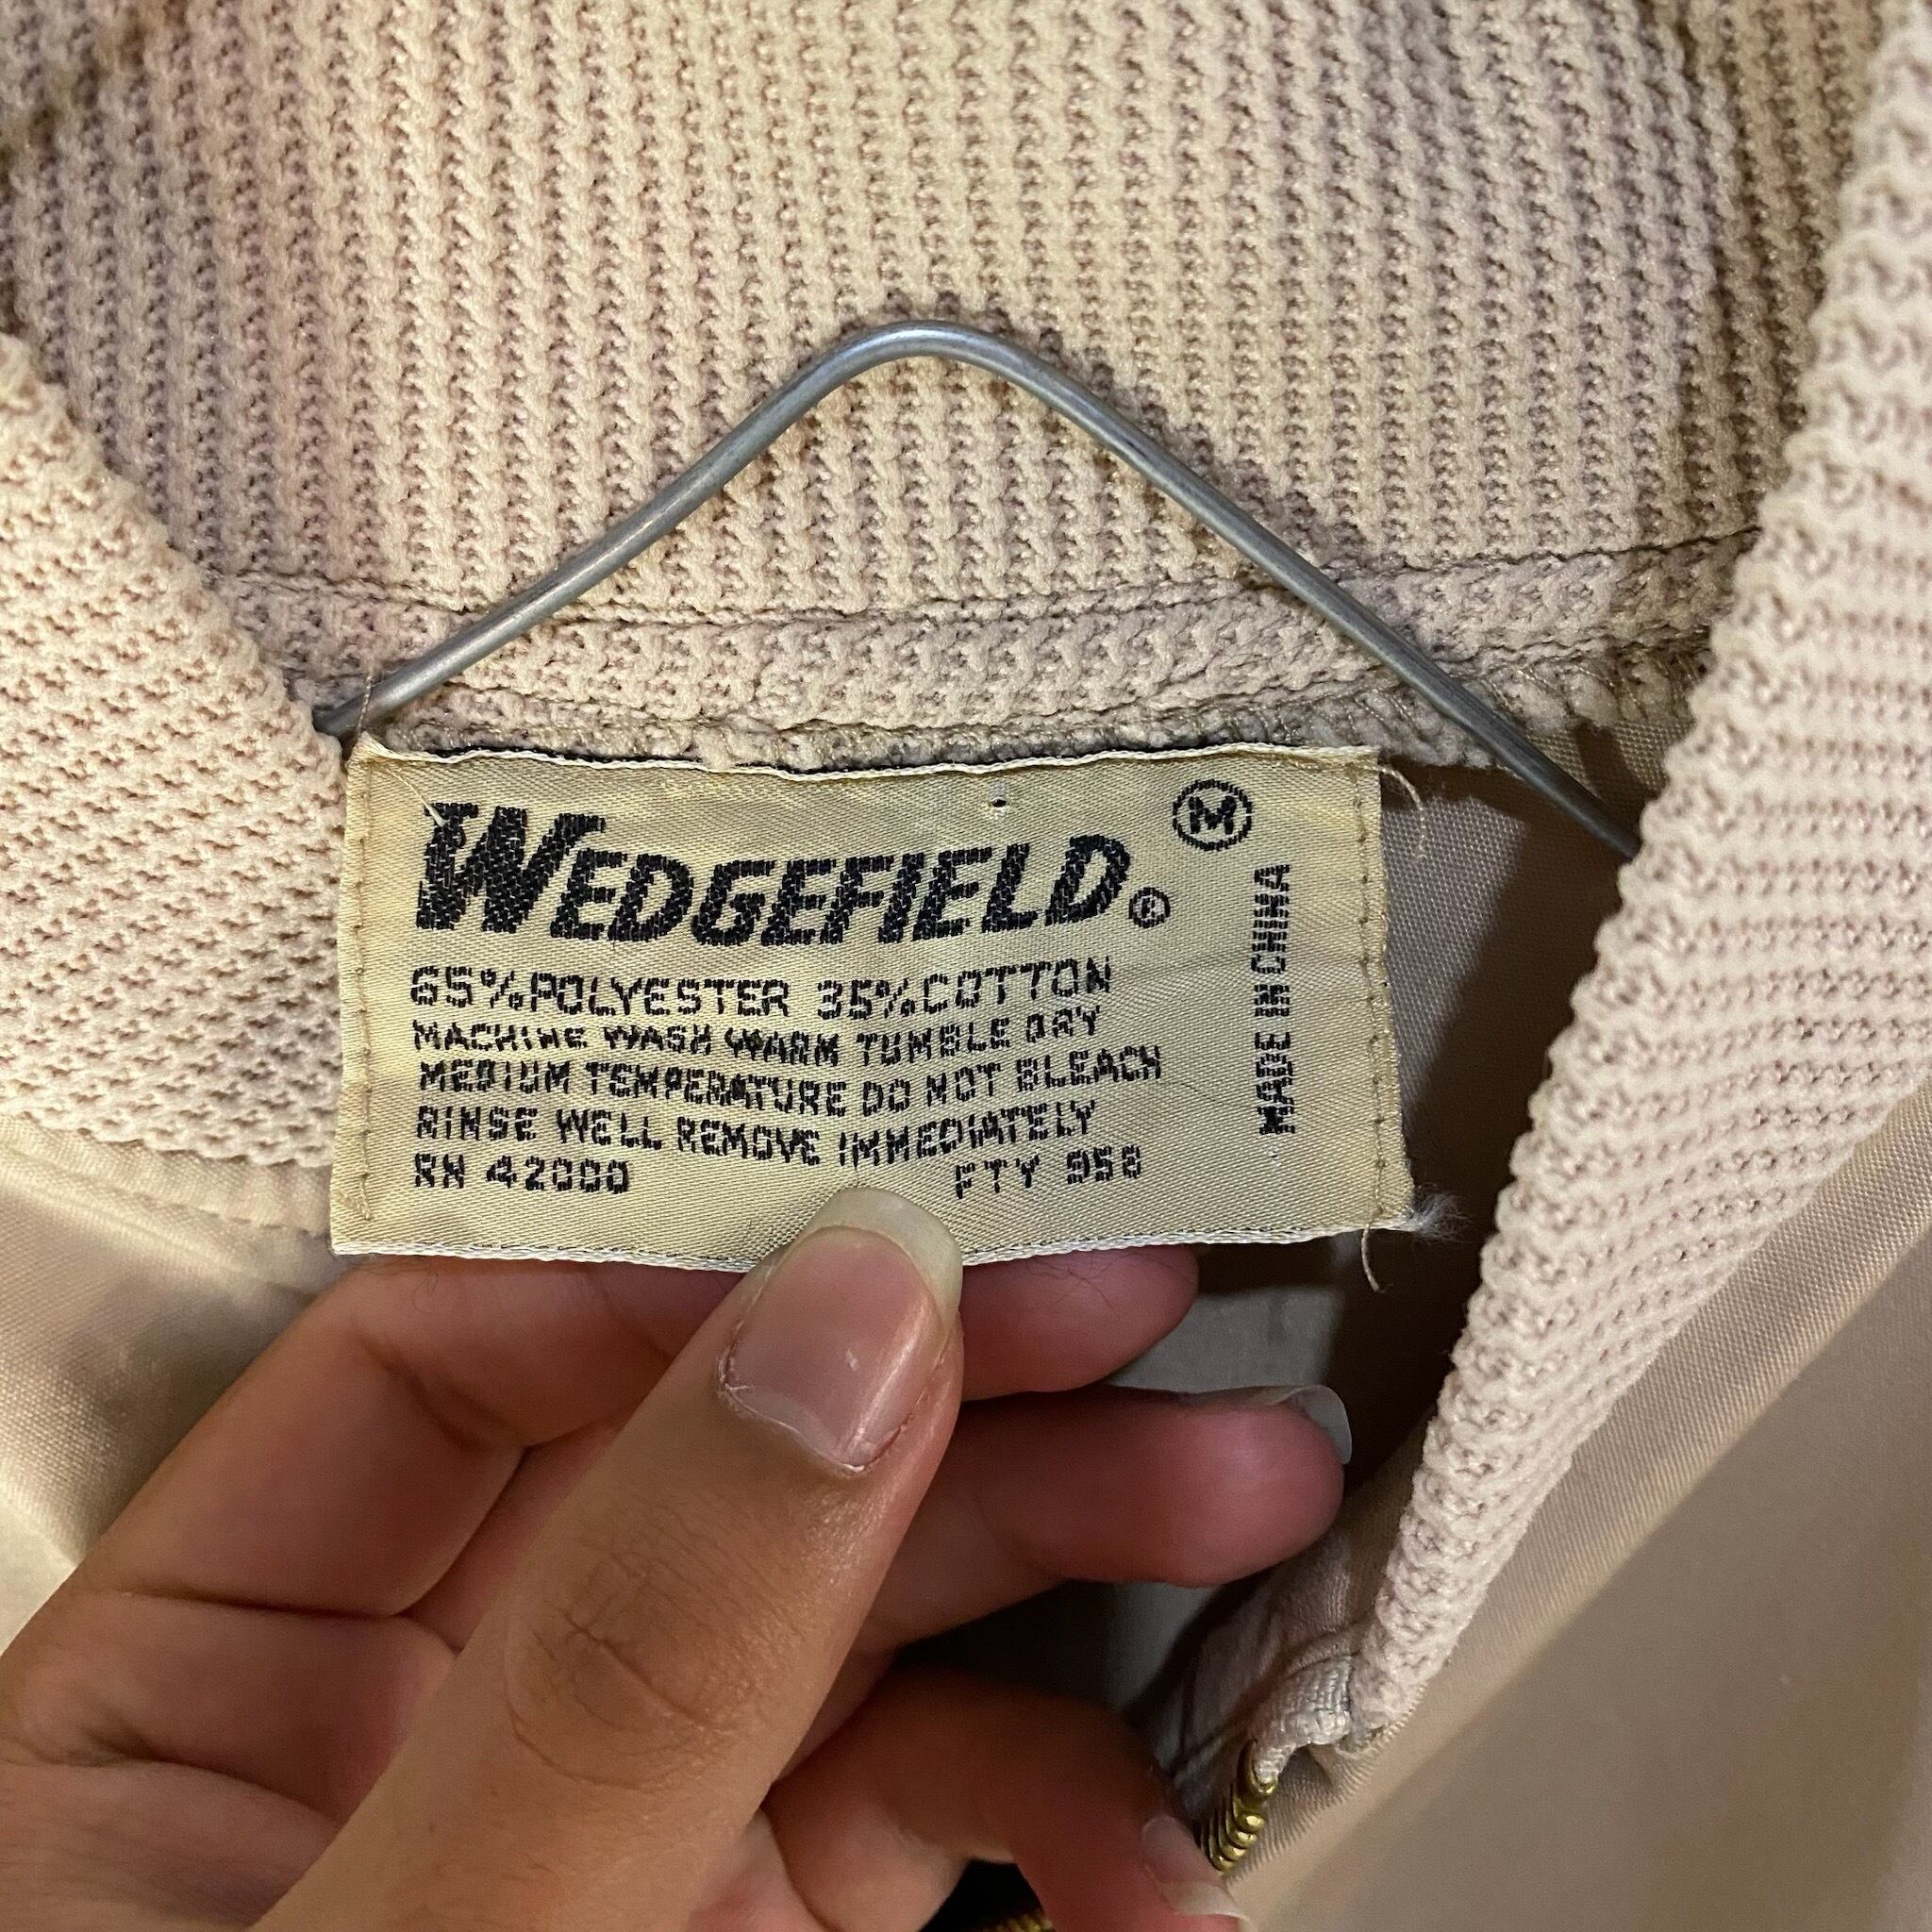 WEDGEFIELD®
M
65% POLYESTER 35% COTTON
MACHINE WASH WARM TUMBLE DRY
MEDIUM TEMPERATURE DO NOT BLEACH
RINSE WELL REMOVE IMMEDIATELY
RN 42000 FTY 958
MADE IN CHINA